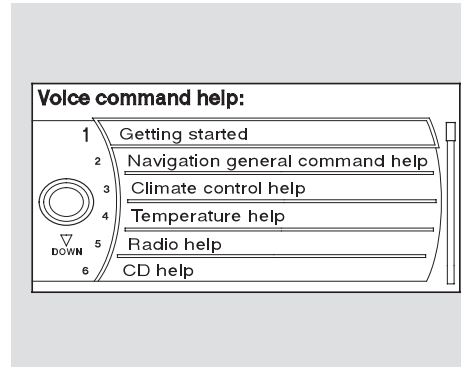 Voice command help:
1 Getting started
2 Navigation general command help
3 Climate control help
4 Temperature help
DOWN
5 Radio help
6 CD help